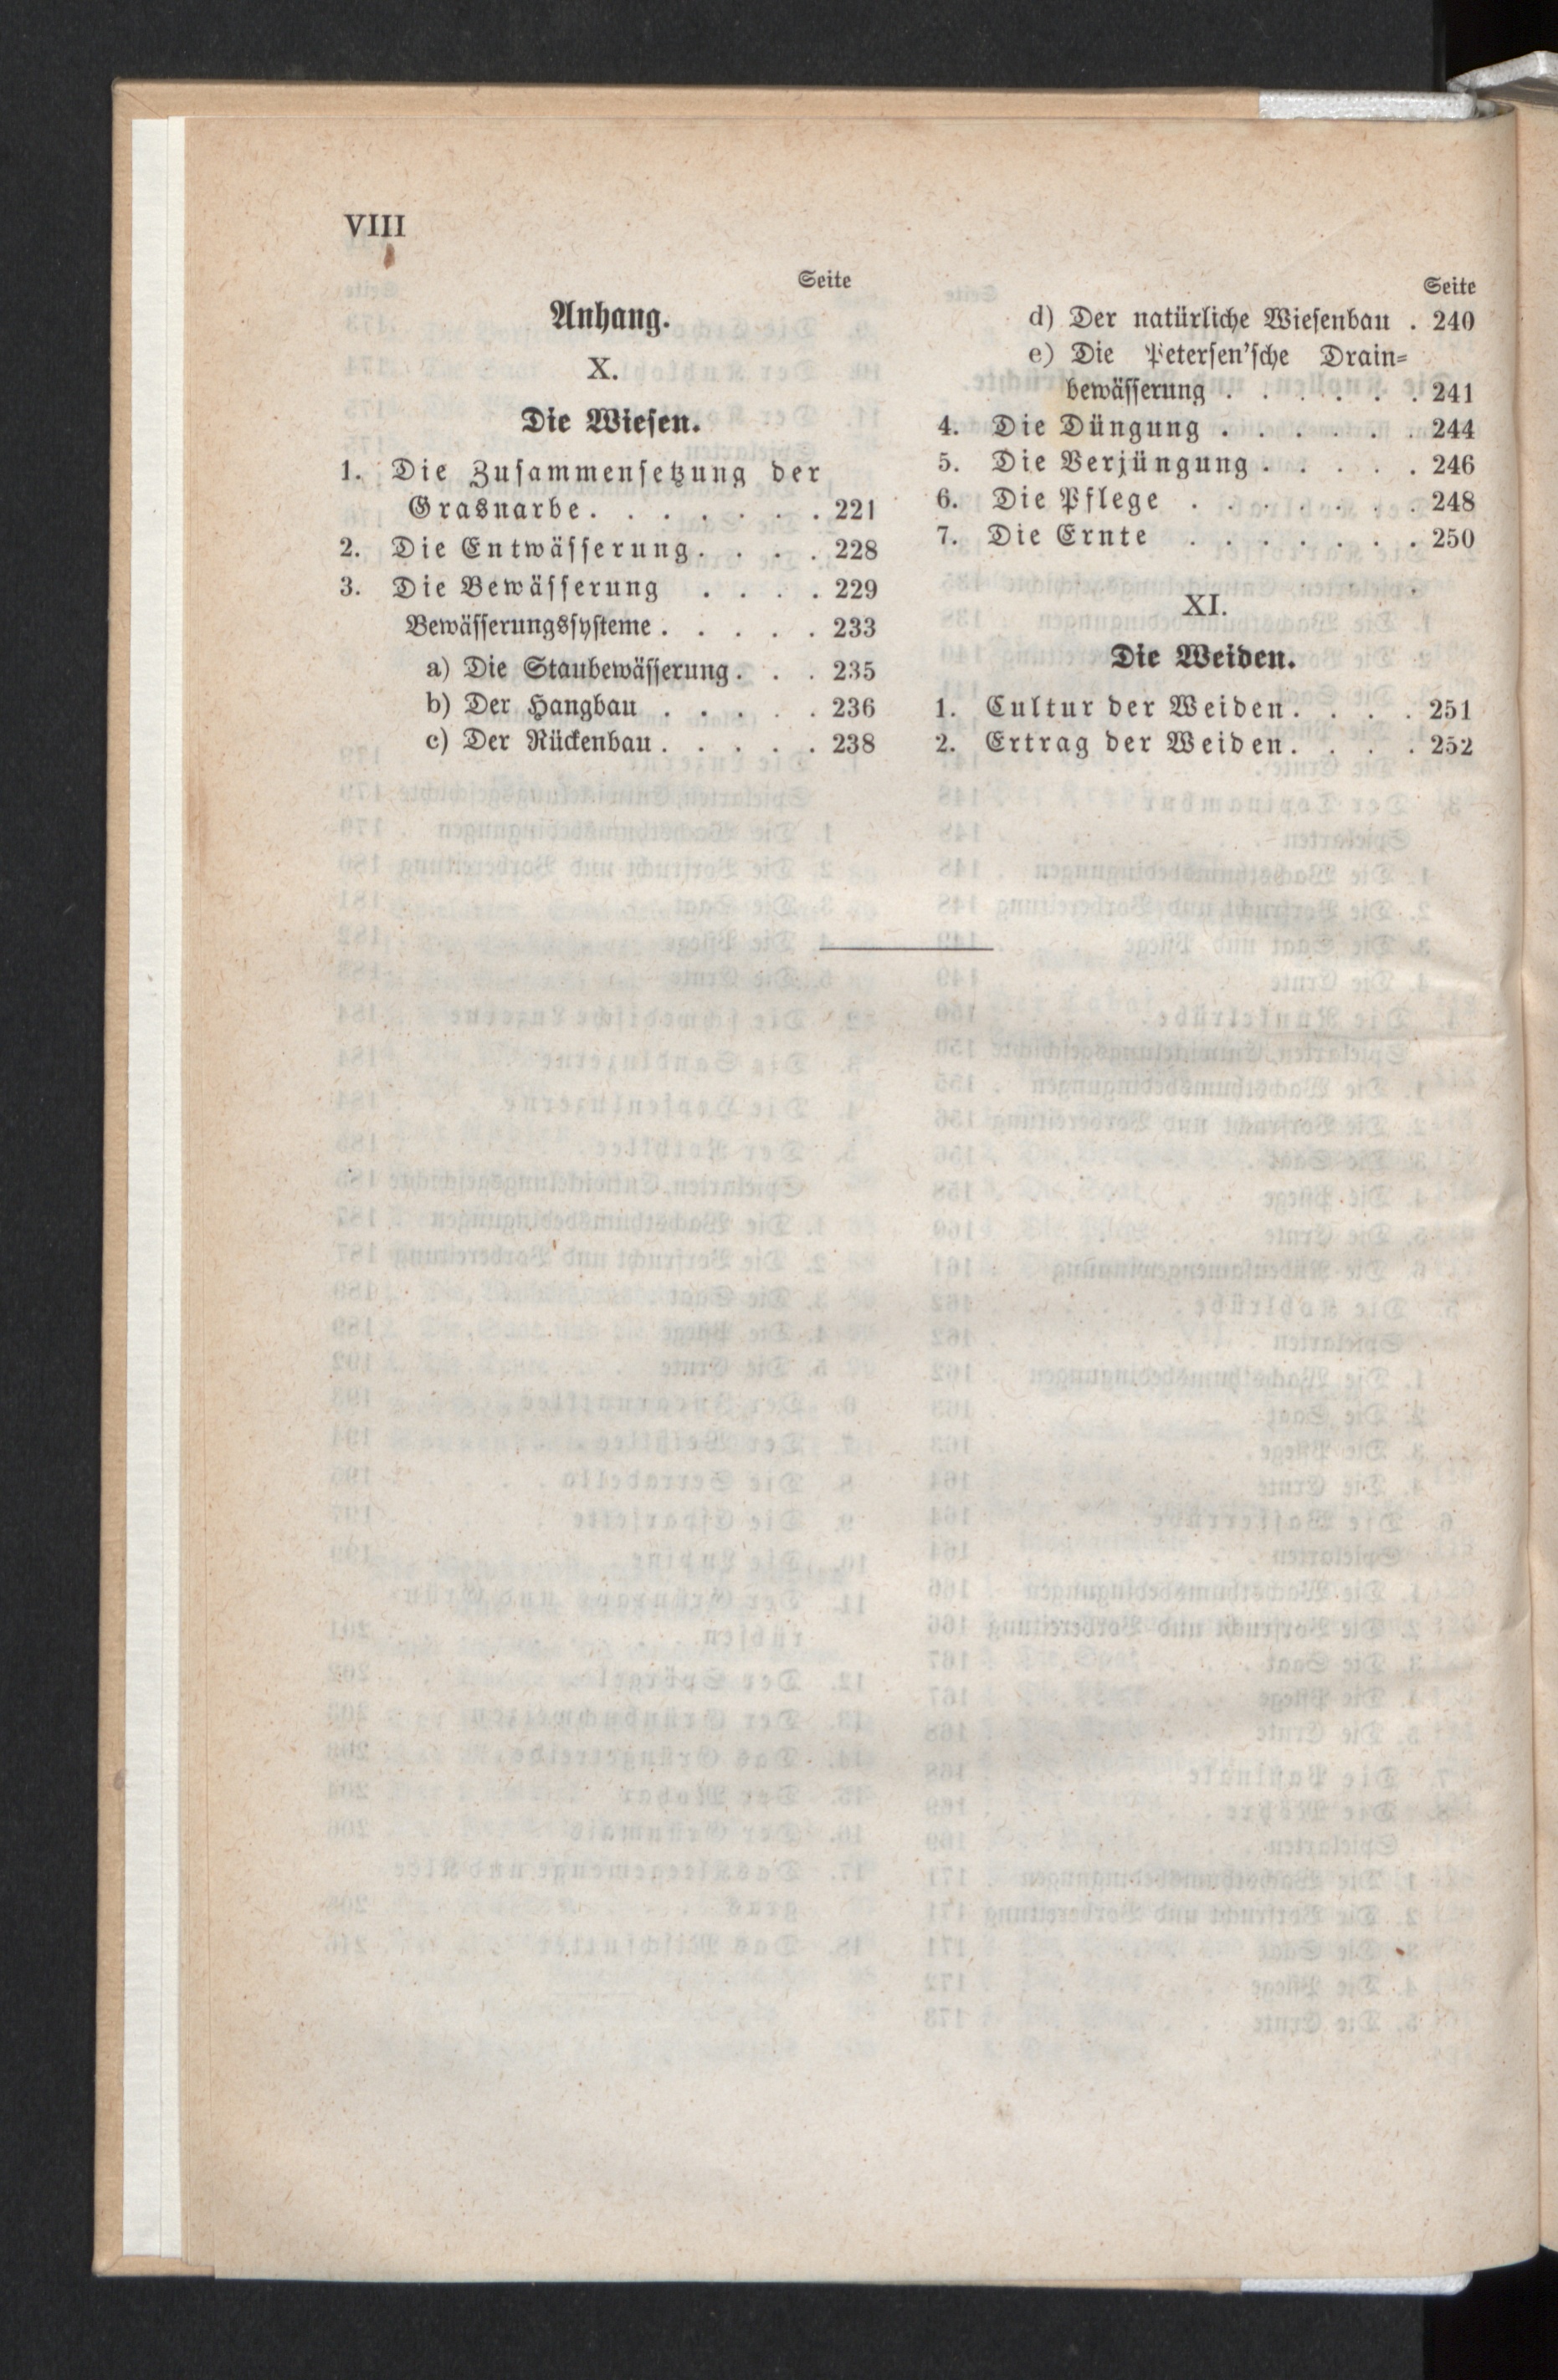 VIII
Seite
Anhang.
X.
Die Wiesen.
1. Die Zusammensetzung der
Grasnarbe. . . . . . . 221
2. Die Entwässerung. . . . 228
3. Die Bewässerung . . . . 229
Bewässerungssysteme . . . . . 233
a) Die Staubewässerung. . . 235
b) Der Hangbau . . . . . 236
c) Der Rückenbau . . . . . 238
Seite
d) Der natürliche Wiesenbau . 240
e) Die Petersen'sche Drain-
bewässerung . . . . . . 241
4. Die Düngung . . . . . . 244
5. Die Verjüngung . . . . . 246
6. Die Pflege . . . . . . . 248
7. Die Ernte . . . . . . . 250
XI.
Die Weiden.
1. Cultur der Weiden. . . . 251
2. Ertrag der Weiden. . . . 252